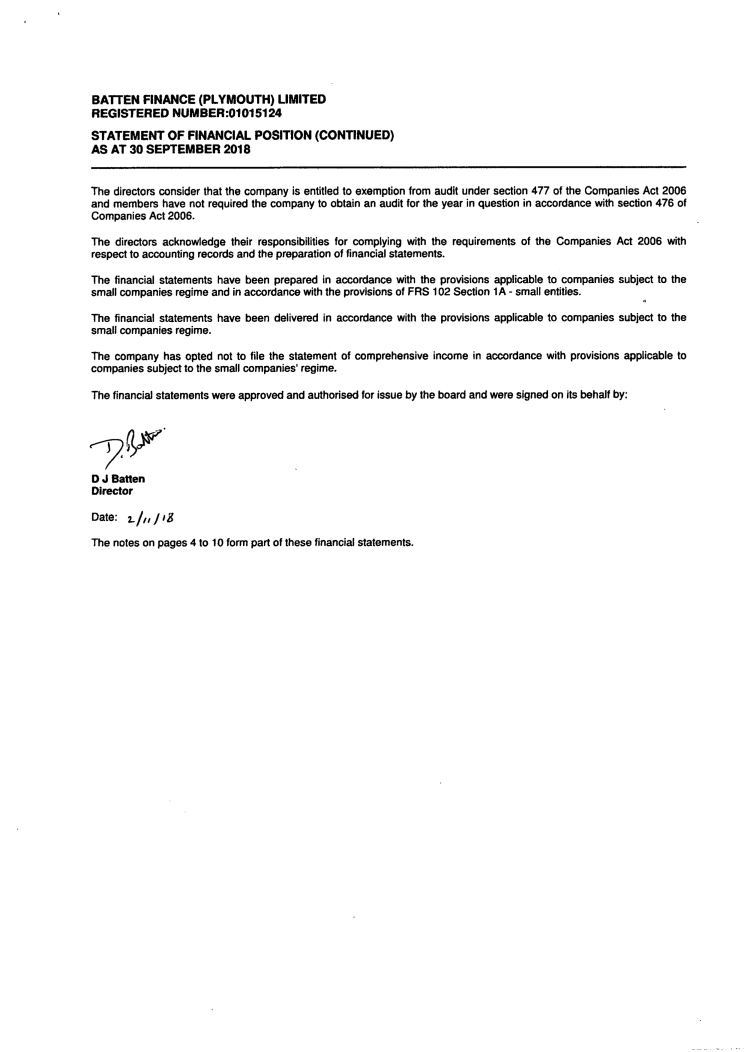 BATTEN FINANCE (PLYMOUTH) LIMITED
REGISTERED NUMBER:01015124
STATEMENT OF FINANCIAL POSITION (CONTINUED)
AS AT 30 SEPTEMBER 2018
The directors consider that the company is entitled to exemption from audit under section 477 of the Companies Act 2006
and members have not required the company to obtain an audit for the year in question in accordance with section 476 of
Companies Act 2006.
The directors acknowledge their responsibilities for complying with the requirements of the Companies Act 2006 with
respect to accounting records and the preparation of financial statements.
The financial statements have been prepared in accordance with the provisions applicable to companies subject to the
small companies regime and in accordance with the provisions of FRS 102 Section 1A - small entities.
The financial statements have been delivered in accordance with the provisions applicable to companies subject to the
small companies regime.
The company has opted not to file the statement of comprehensive income in accordance with provisions applicable to
companies subject to the small companies' regime.
The financial statements were approved and authorised for issue by the board and were signed on its behalf by:
D. Batten
D J Batten
Director
Date: 2/11/18
The notes on pages 4 to 10 form part of these financial statements.